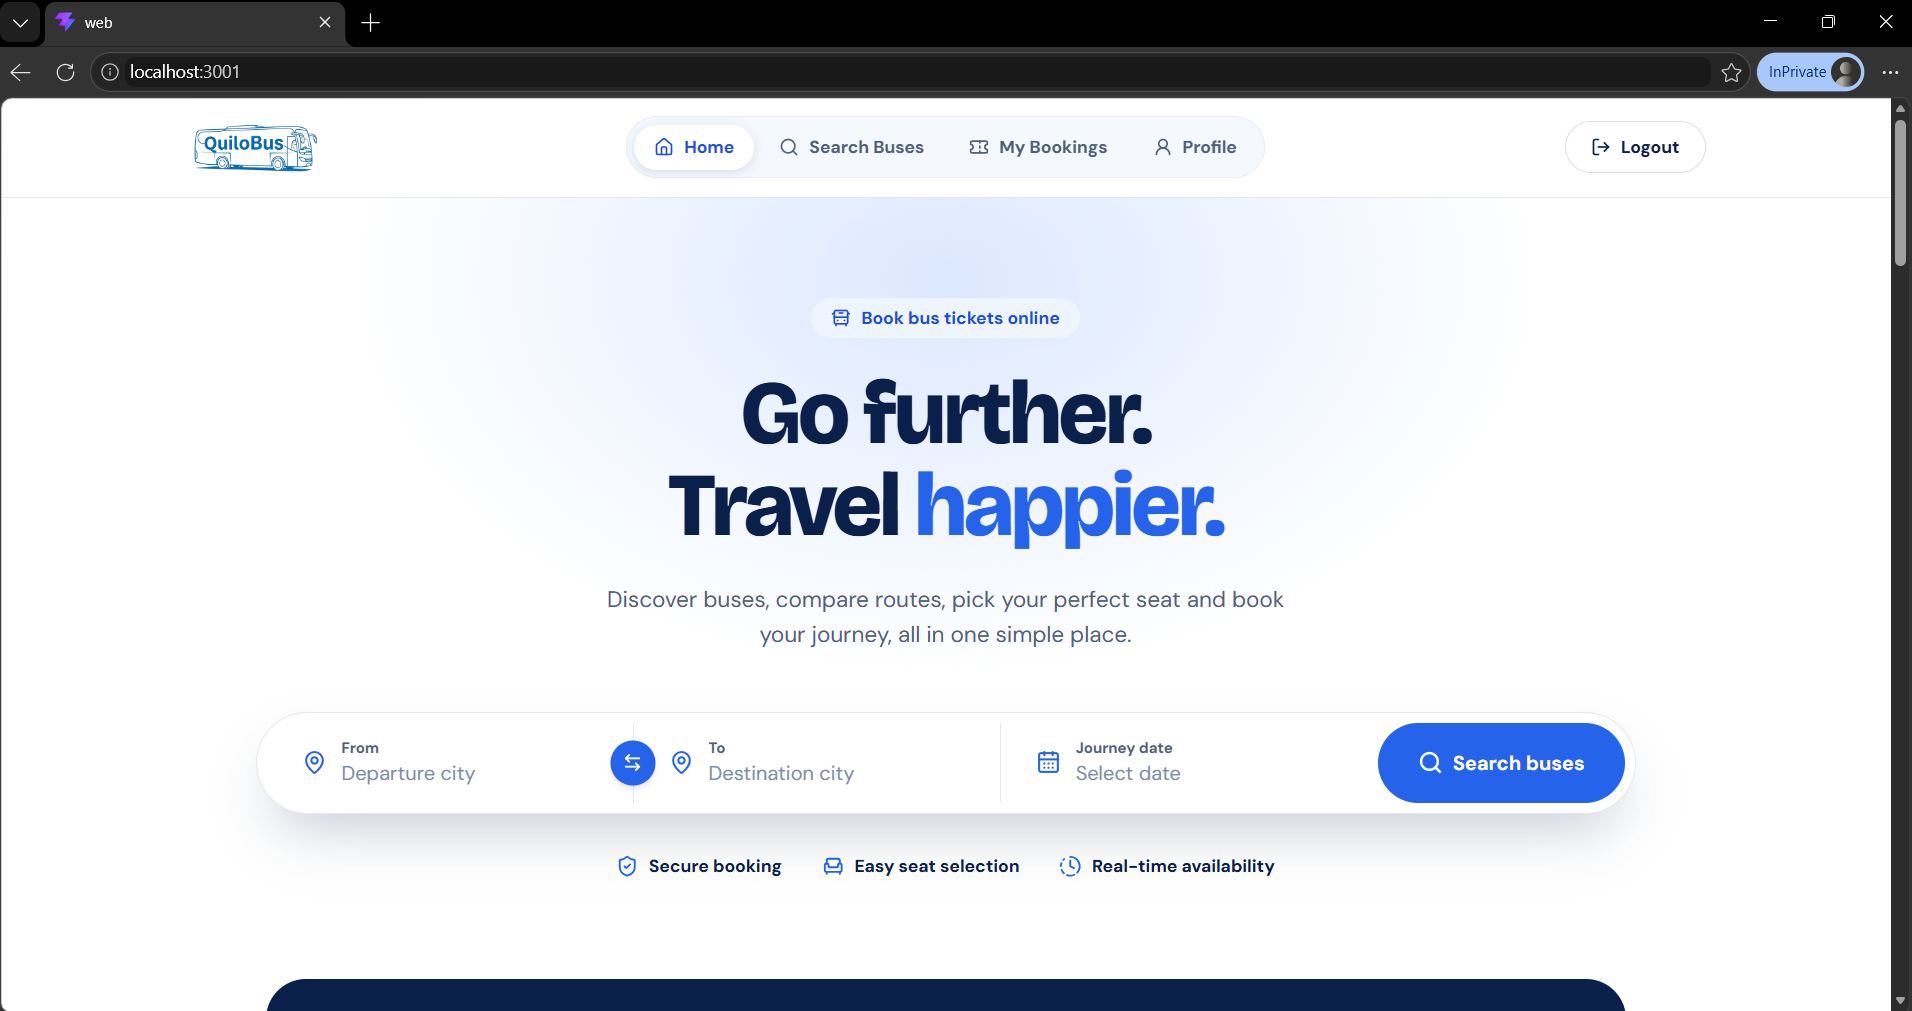 web
localhost:3001
InPrivate
QuiloBus
Home
Search Buses
My Bookings
Profile
Logout
Book bus tickets online
Go further.
Travel happier.
Discover buses, compare routes, pick your perfect seat and book
your journey, all in one simple place.
From
Departure city
To
Destination city
Journey date
Select date
Search buses
Secure booking
Easy seat selection
Real-time availability